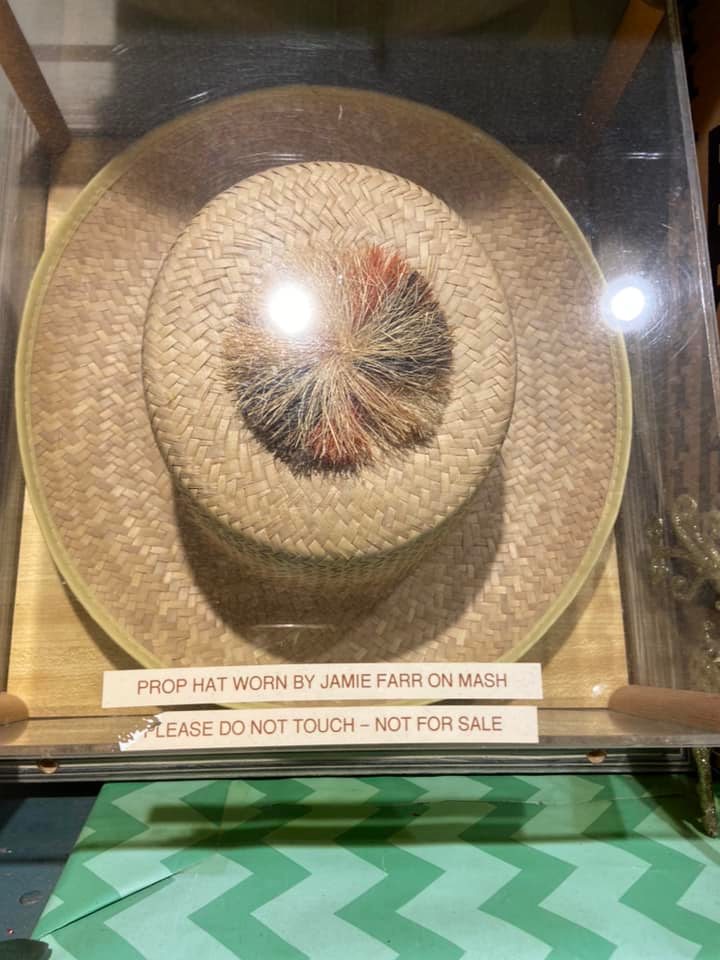 PROP HAT WORN BY JAMIE FARR ON MASH
PLEASE DO NOT TOUCH – NOT FOR SALE